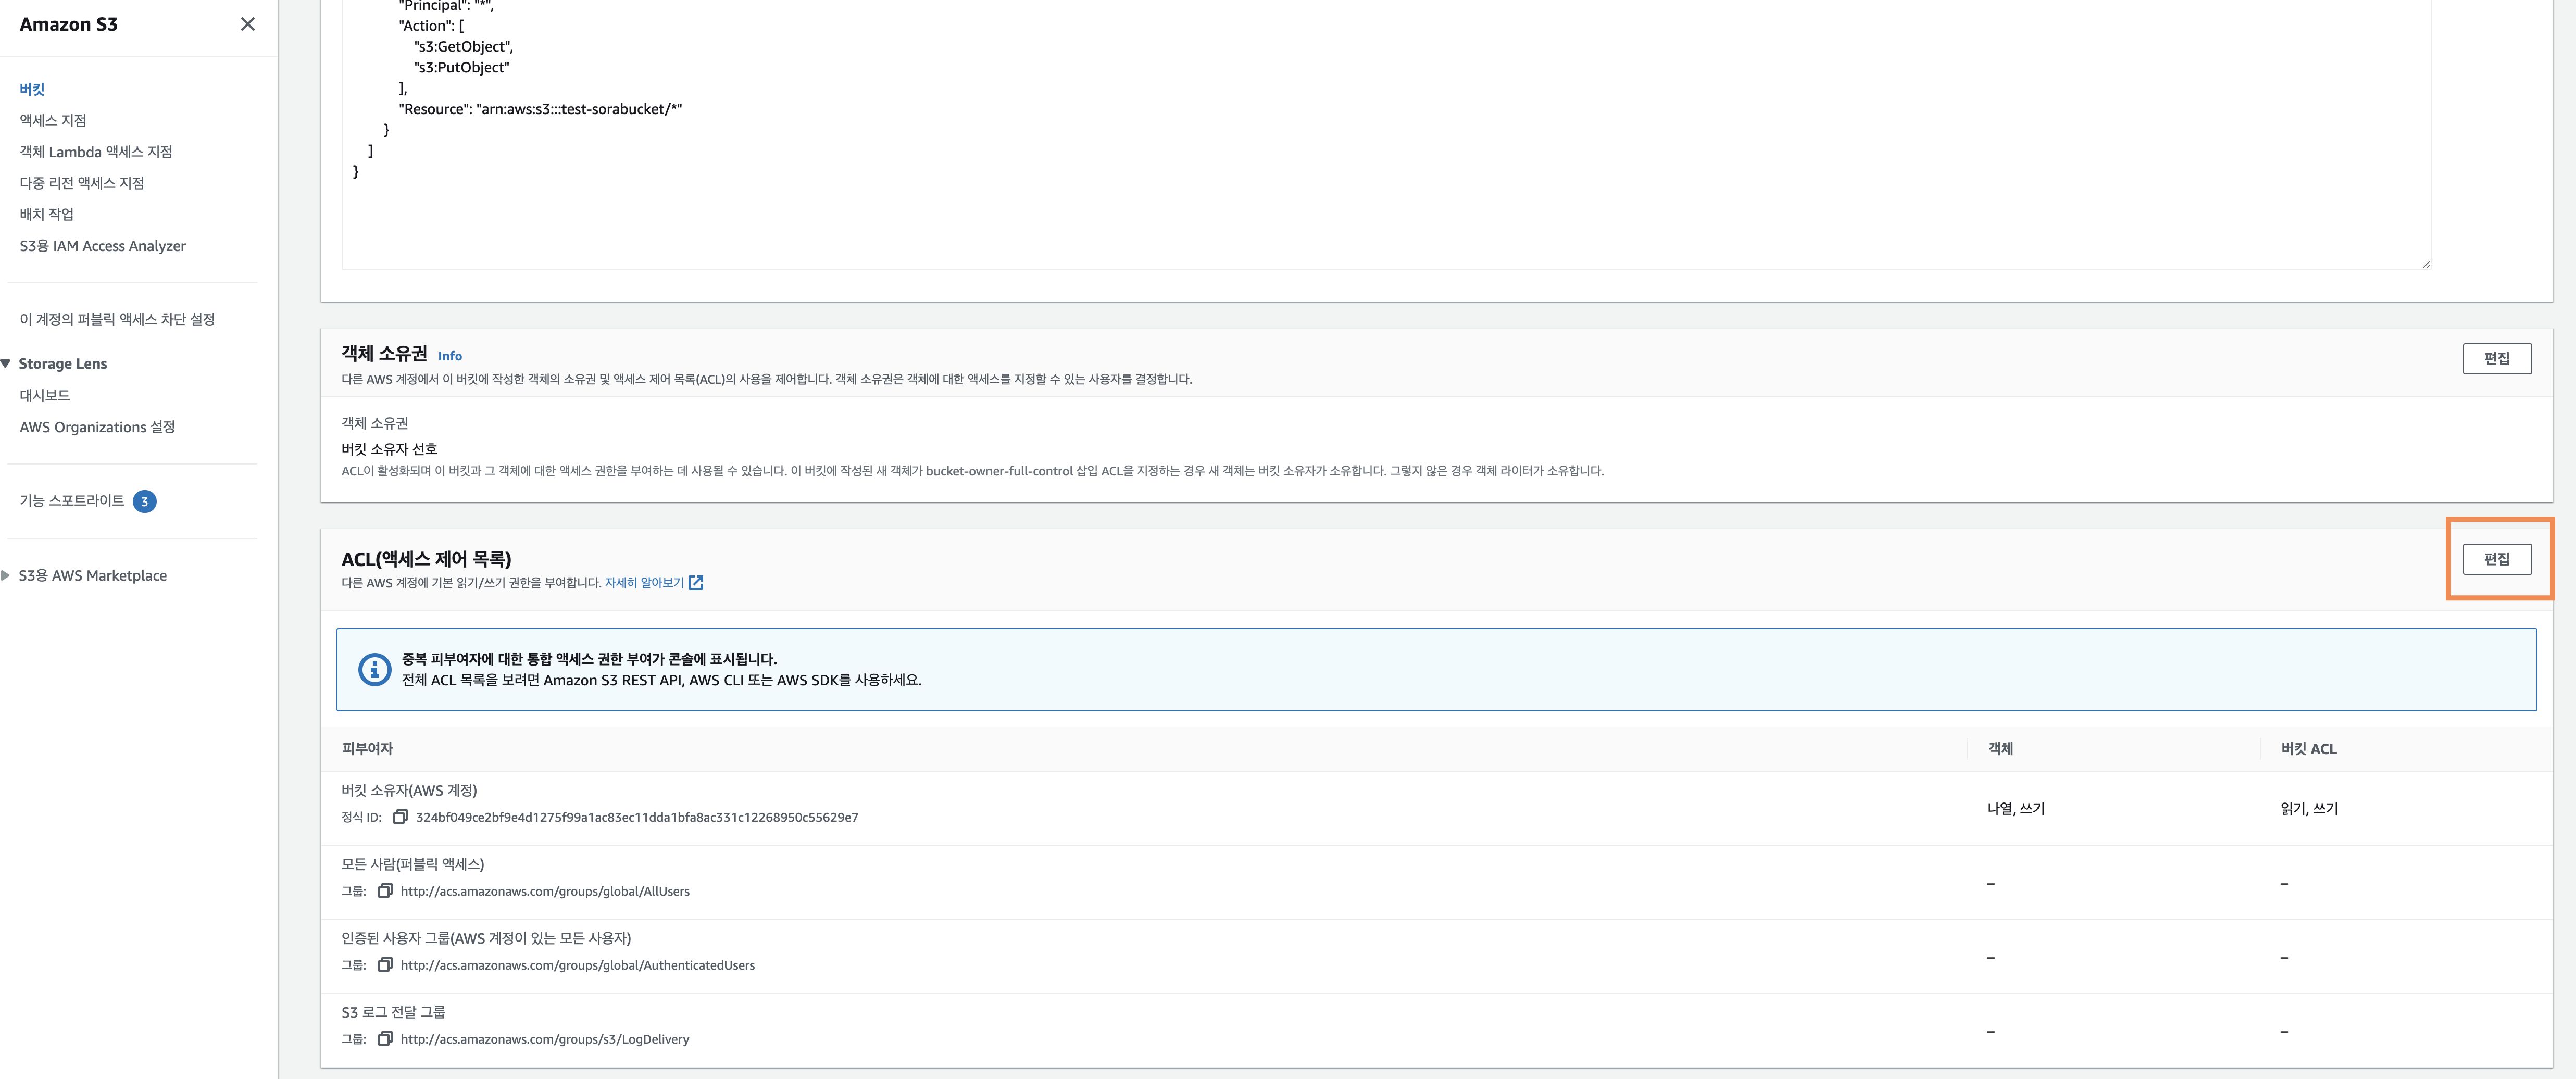 Amazon S3
버킷
액세스 지점
객체 Lambda 액세스 지점
다중 리전 액세스 지점
배치 작업
S3용 IAM Access Analyzer
이 계정의 퍼블릭 액세스 차단 설정
Storage Lens
대시보드
AWS Organizations 설정
기능 스포트라이트 3
S3용 AWS Marketplace
"Principal": "*",
"Action": [
"s3:GetObject",
"s3:PutObject"
],
"Resource": "arn:aws:s3:::test-sorabucket/*"
}
]
}
객체 소유권 Info
편집
다른 AWS 계정에서 이 버킷에 작성한 객체의 소유권 및 액세스 제어 목록(ACL)의 사용을 제어합니다. 객체 소유권은 객체에 대한 액세스를 지정할 수 있는 사용자를 결정합니다.
객체 소유권
버킷 소유자 선호
ACL이 활성화되며 이 버킷과 그 객체에 대한 액세스 권한을 부여하는 데 사용될 수 있습니다. 이 버킷에 작성된 새 객체가 bucket-owner-full-control 삽입 ACL을 지정하는 경우 새 객체는 버킷 소유자가 소유합니다. 그렇지 않은 경우 객체 라이터가 소유합니다.
ACL(액세스 제어 목록)
편집
다른 AWS 계정에 기본 읽기/쓰기 권한을 부여합니다. 자세히 알아보기
중복 피부여자에 대한 통합 액세스 권한 부여가 콘솔에 표시됩니다.
전체 ACL 목록을 보려면 Amazon S3 REST API, AWS CLI 또는 AWS SDK를 사용하세요.
피부여자 객체 버킷 ACL
버킷 소유자(AWS 계정)
정식 ID: 324bf049ce2bf9e4d1275f99a1ac83ec11dda1bfa8ac331c12268950c55629e7
나열, 쓰기 읽기, 쓰기
모든 사람(퍼블릭 액세스)
그룹: http://acs.amazonaws.com/groups/global/AllUsers
– –
인증된 사용자 그룹(AWS 계정이 있는 모든 사용자)
그룹: http://acs.amazonaws.com/groups/global/AuthenticatedUsers
– –
S3 로그 전달 그룹
그룹: http://acs.amazonaws.com/groups/s3/LogDelivery
– –